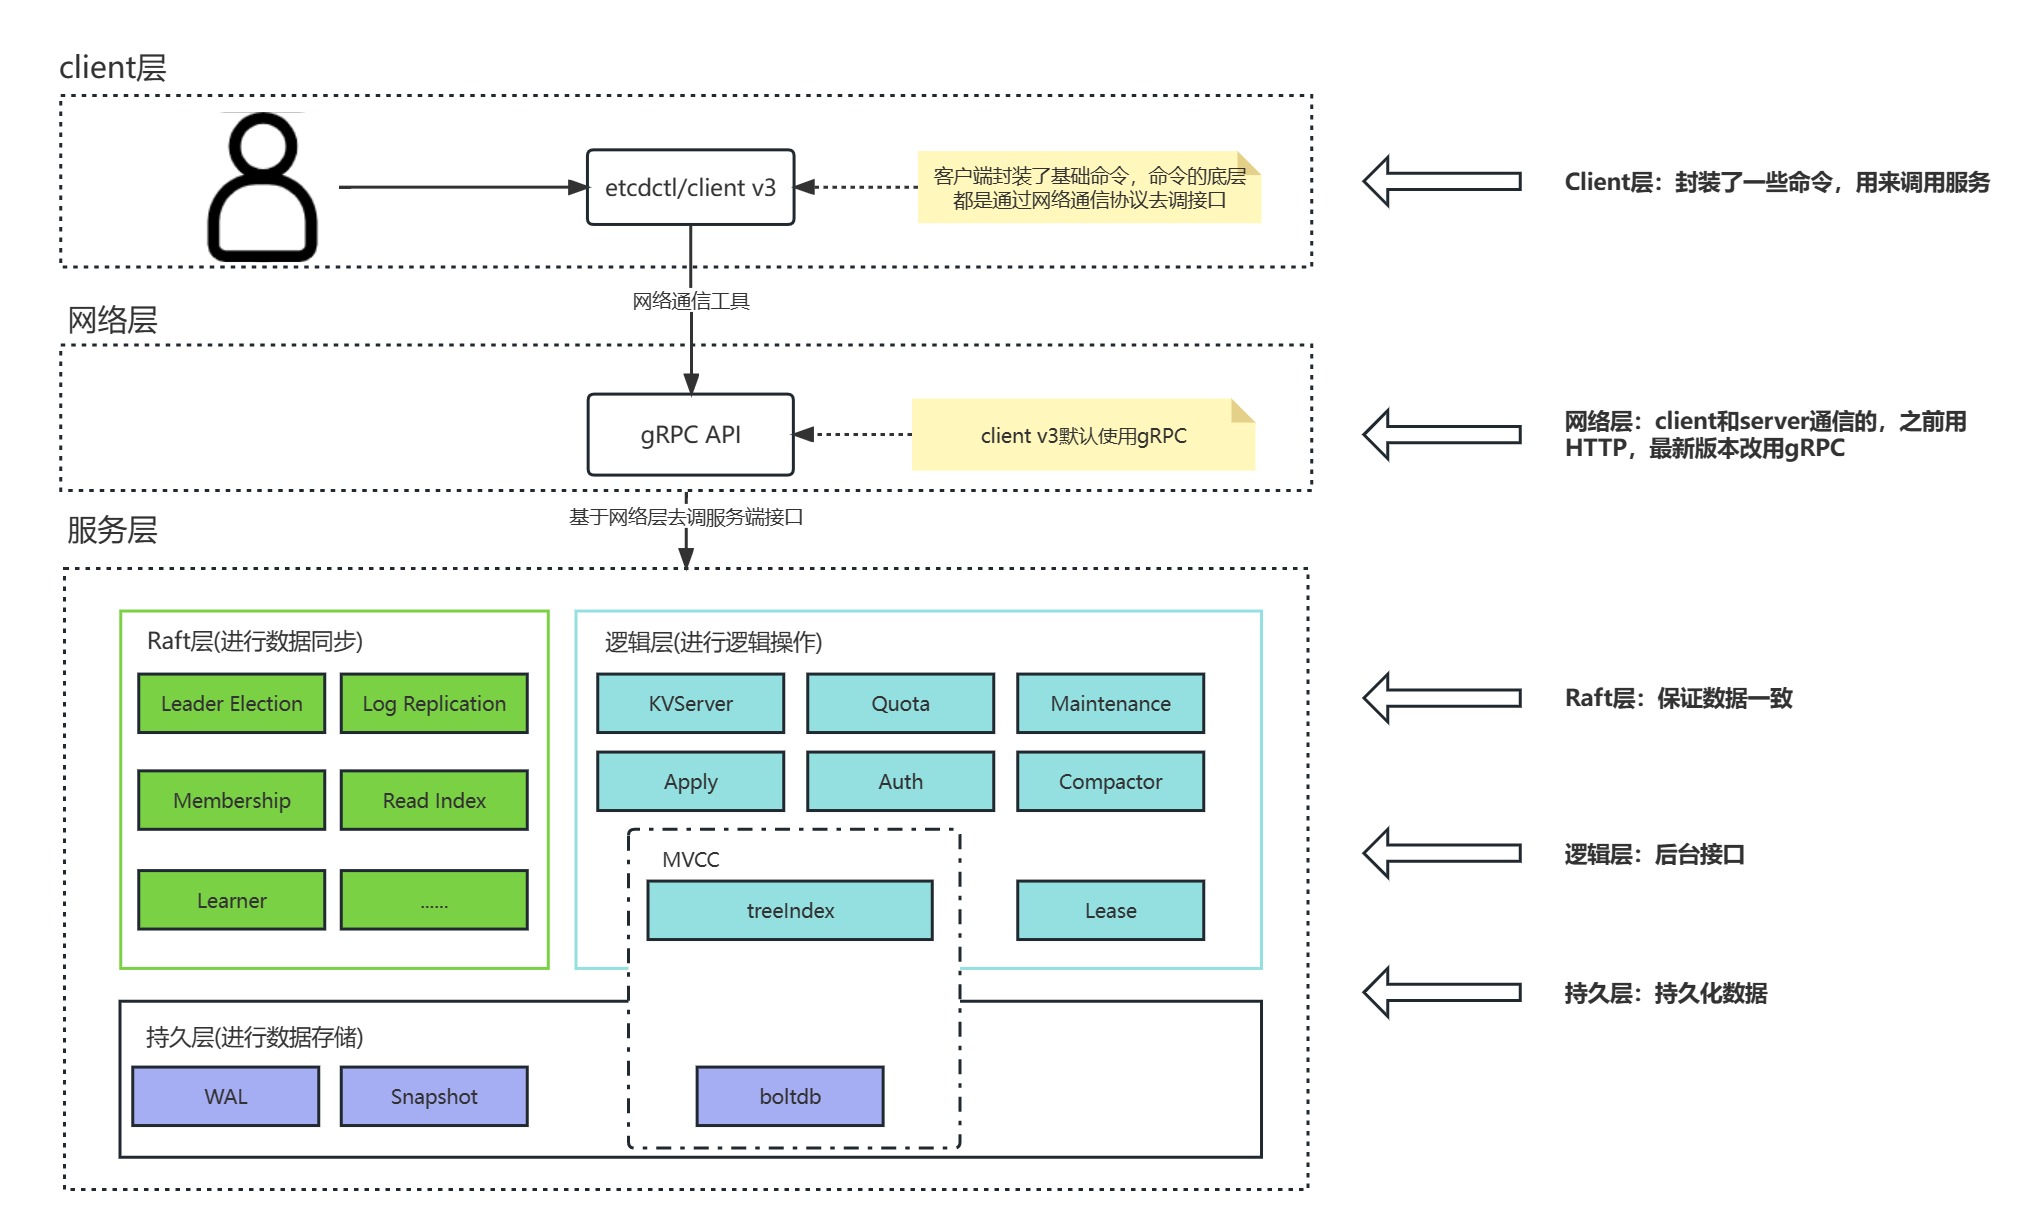 client层
etcdctl/client v3
客户端封装了基础命令，命令的底层
都是通过网络通信协议去调接口
Client层：封装了一些命令，用来调用服务
网络通信工具
网络层
gRPC API
client v3默认使用gRPC
网络层：client和server通信的，之前用
HTTP，最新版本改用gRPC
基于网络层去调服务端接口
服务层
Raft层(进行数据同步)
Leader Election
Log Replication
Membership
Read Index
Learner
......
逻辑层(进行逻辑操作)
KVServer
Quota
Maintenance
Apply
Auth
Compactor
MVCC
treeIndex
Lease
持久层(进行数据存储)
WAL
Snapshot
boltdb
Raft层：保证数据一致
逻辑层：后台接口
持久层：持久化数据